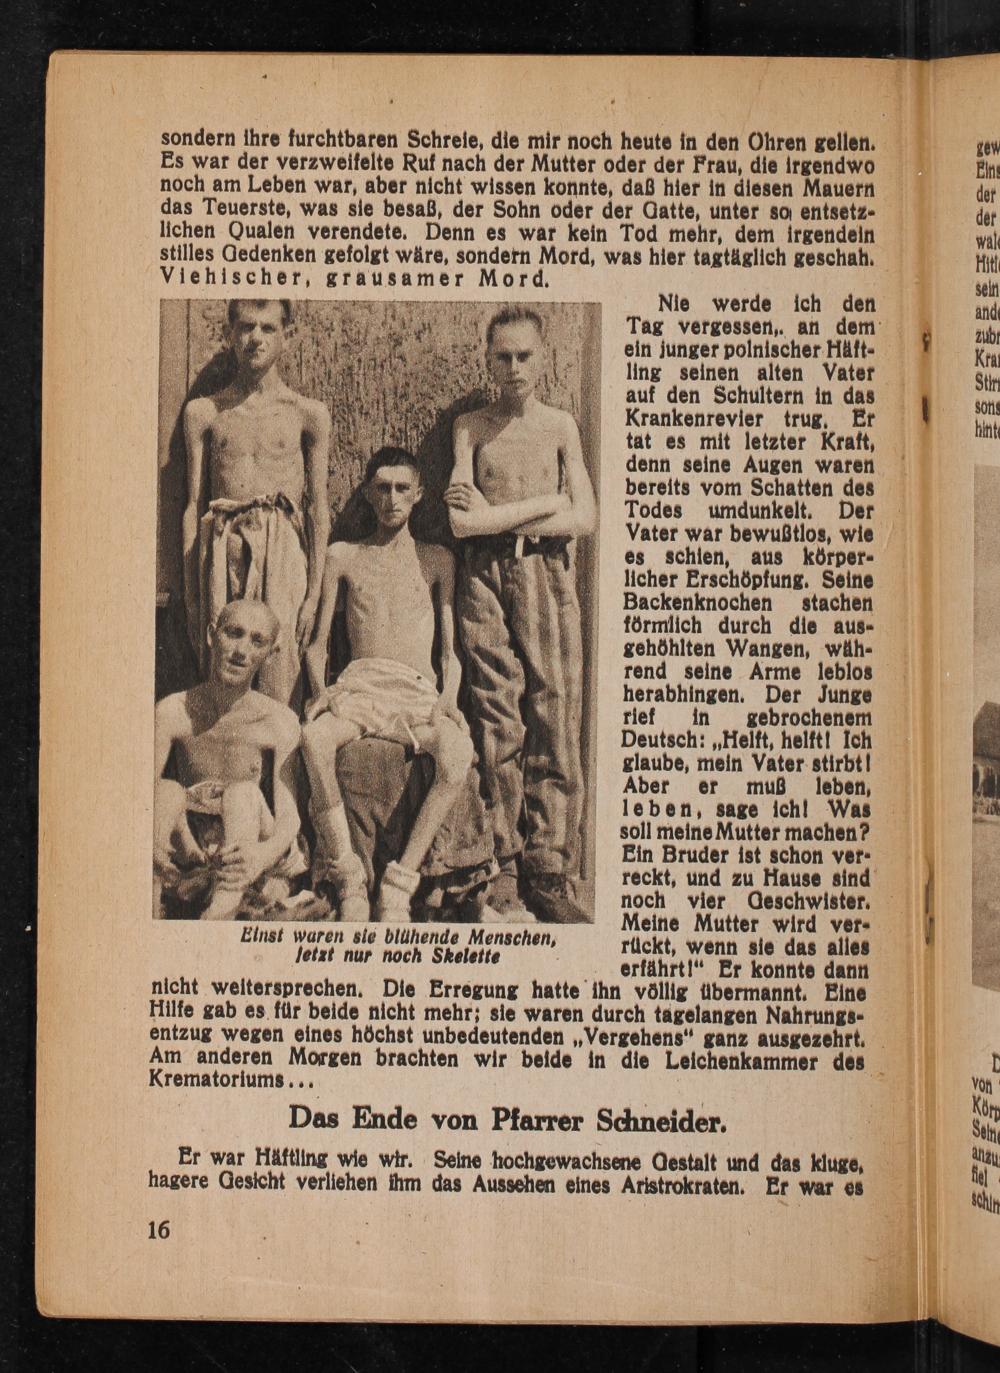 sondern ihre furchtbaren Schreie, die mir noch heute in den Ohren gellen.
Es war der verzweifelte Ruf nach der Mutter oder der Frau, die irgendwo
noch am Leben war, aber nicht wissen konnte, daß hier in diesen Mauern
das Teuerste, was sie besaß, der Sohn oder der Gatte, unter so entsetz-
lichen Qualen verendete. Denn es war kein Tod mehr, dem irgendein
stilles Gedenken gefolgt wäre, sondern Mord, was hier tagtäglich geschah.
Viehischer, grausamer Mord.
Nie werde ich den
Tag vergessen,. an dem
ein junger polnischer Häft-
ling seinen alten Vater
auf den Schultern in das
Krankenrevier trug. Er
tat es mit letzter Kraft,
denn seine Augen waren
bereits vom Schatten des
Todes umdunkelt. Der
Vater war bewußtlos, wie
es schien, aus körper-
licher Erschöpfung. Seine
Backenknochen stachen
förmlich durch die aus-
gehöhlten Wangen, wäh-
rend seine Arme leblos
herabhingen. Der Junge
rief in gebrochenem
Deutsch: „Helft, helft! Ich
glaube, mein Vater stirbt!
Aber er muß leben,
leben, sage ich! Was
soll meine Mutter machen?
Ein Bruder ist schon ver-
reckt, und zu Hause sind
noch vier Geschwister.
Meine Mutter wird ver-
rückt, wenn sie das alles
erfährt!“ Er konnte dann
Einst waren sie blühende Menschen,
jetzt nur noch Skelette
nicht weitersprechen. Die Erregung hatte ihn völlig übermannt. Eine
Hilfe gab es für beide nicht mehr; sie waren durch tagelangen Nahrungs-
entzug wegen eines höchst unbedeutenden „Vergehens“ ganz ausgezehrt.
Am anderen Morgen brachten wir beide in die Leichenkammer des
Krematoriums...
Das Ende von Pfarrer Schneider.
Er war Häftling wie wir. Seine hochgewachsene Gestalt und das kluge,
hagere Gesicht verliehen ihm das Aussehen eines Aristrokraten. Er war es
16
der
der
von